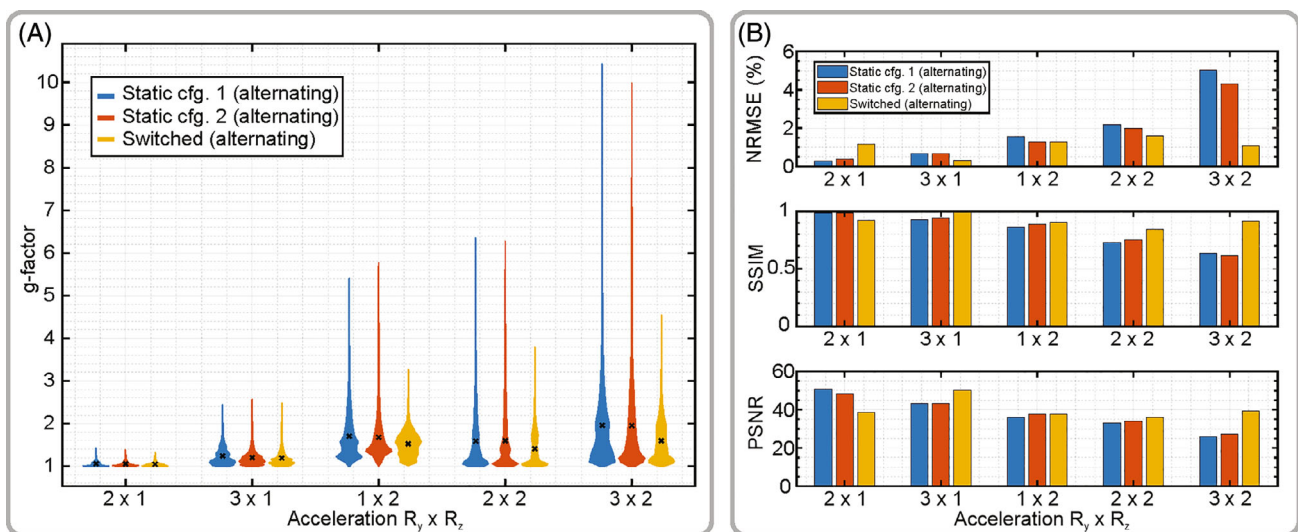 (A)
g-factor
10
9
8
7
6
5
4
3
2
1
Static cfg. 1 (alternating)
Static cfg. 2 (alternating)
Switched (alternating)
2 x 1
3 x 1
1 x 2
2 x 2
3 x 2
Acceleration Ry x Rz
(B)
NRMSE (%)
6
4
2
0
Static cfg. 1 (alternating)
Static cfg. 2 (alternating)
Switched (alternating)
2 x 1
3 x 1
1 x 2
2 x 2
3 x 2
SSIM
1
0.5
0
2 x 1
3 x 1
1 x 2
2 x 2
3 x 2
PSNR
60
40
20
0
2 x 1
3 x 1
1 x 2
2 x 2
3 x 2
Acceleration Ry x Rz